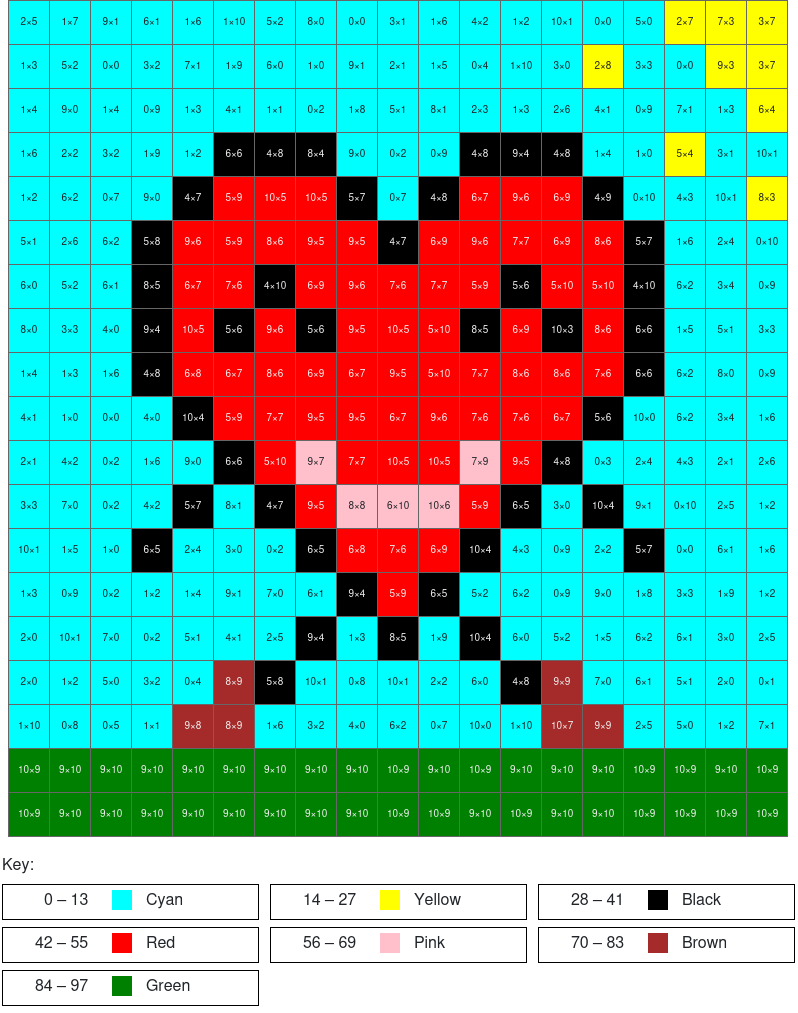 2×5 1×7 9×1 6×1 1×6 1×10 5×2 8×0 0×0 3×1 1×6 4×2 1×2 10×1 0×0 5×0 2×7 7×3 3×7
1×3 5×2 0×0 3×2 7×1 1×9 6×0 1×0 9×1 2×1 1×5 0×4 1×10 3×0 2×8 3×3 0×0 9×3 3×7
1×4 9×0 1×4 0×9 1×3 4×1 1×1 0×2 1×8 5×1 8×1 2×3 1×3 2×6 4×1 0×9 7×1 1×3 6×4
1×6 2×2 3×2 1×9 1×2 6×6 4×8 8×4 9×0 0×2 0×9 4×8 9×4 4×8 1×4 1×0 5×4 3×1 10×1
1×2 6×2 0×7 9×0 4×7 5×9 10×5 10×5 5×7 0×7 4×8 6×7 9×6 6×9 4×9 0×10 4×3 10×1 8×3
5×1 2×6 6×2 5×8 9×6 5×9 8×6 9×5 9×5 4×7 6×9 9×6 7×7 6×9 8×6 5×7 1×6 2×4 0×10
6×0 5×2 6×1 8×5 6×7 7×6 4×10 6×9 9×6 7×6 7×7 5×9 5×6 5×10 5×10 4×10 6×2 3×4 0×9
8×0 3×3 4×0 9×4 10×5 5×6 9×6 5×6 9×5 10×5 5×10 8×5 6×9 10×3 8×6 6×6 1×5 5×1 3×3
1×4 1×3 1×6 4×8 6×8 6×7 8×6 6×9 6×7 9×5 5×10 7×7 8×6 8×6 7×6 6×6 6×2 8×0 0×9
4×1 1×0 0×0 4×0 10×4 5×9 7×7 9×5 9×5 6×7 9×6 7×6 7×6 6×7 5×6 10×0 6×2 3×4 1×6
2×1 4×2 0×2 1×6 9×0 6×6 5×10 9×7 7×7 10×5 10×5 7×9 9×5 4×8 0×3 2×4 4×3 2×1 2×6
3×3 7×0 0×2 4×2 5×7 8×1 4×7 9×5 8×8 6×10 10×6 5×9 6×5 3×0 10×4 9×1 0×10 2×5 1×2
10×1 1×5 1×0 6×5 2×4 3×0 0×2 6×5 6×8 7×6 6×9 10×4 4×3 0×9 2×2 5×7 0×0 6×1 1×6
1×3 0×9 0×2 1×2 1×4 9×1 7×0 6×1 9×4 5×9 6×5 5×2 6×2 0×9 9×0 1×8 3×3 1×9 1×2
2×0 10×1 7×0 0×2 5×1 4×1 2×5 9×4 1×3 8×5 1×9 10×4 6×0 5×2 1×5 6×2 6×1 3×0 2×5
2×0 1×2 5×0 3×2 0×4 8×9 5×8 10×1 0×8 10×1 2×2 6×0 4×8 9×9 7×0 6×1 5×1 2×0 0×1
1×10 0×8 0×5 1×1 9×8 8×9 1×6 3×2 4×0 6×2 0×7 10×0 1×10 10×7 9×9 2×5 5×0 1×2 7×1
10×9 9×10 9×10 9×10 9×10 9×10 9×10 9×10 9×10 10×9 9×10 10×9 9×10 9×10 10×9 10×9 10×9 9×10 10×9
10×9 10×9 10×9 9×10 9×10 9×10 9×10 9×10 9×10 10×9 10×9 10×9 10×9 10×9 9×10 10×9 10×9 10×9 10×9
Key:
0 – 13 Cyan 14 – 27 Yellow 28 – 41 Black
42 – 55 Red 56 – 69 Pink 70 – 83 Brown
84 – 97 Green